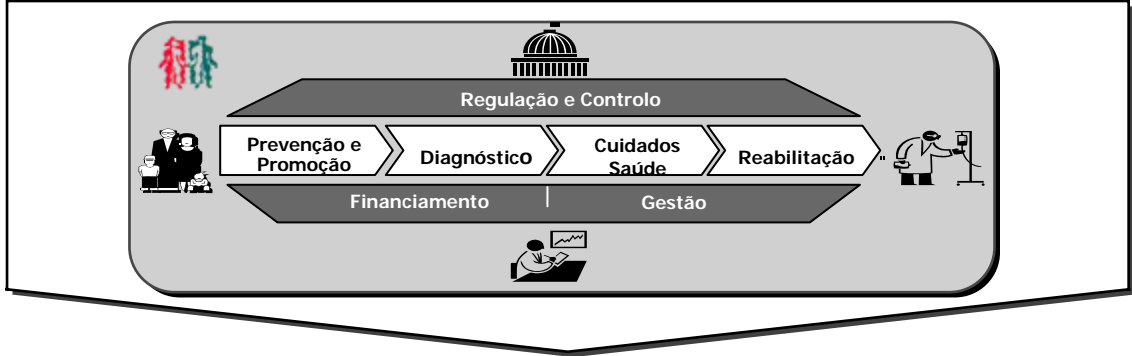 Regulação e Controlo
Prevenção e
Promoção
Diagnóstico
Cuidados
Saúde
Reabilitação
Financiamento
Gestão